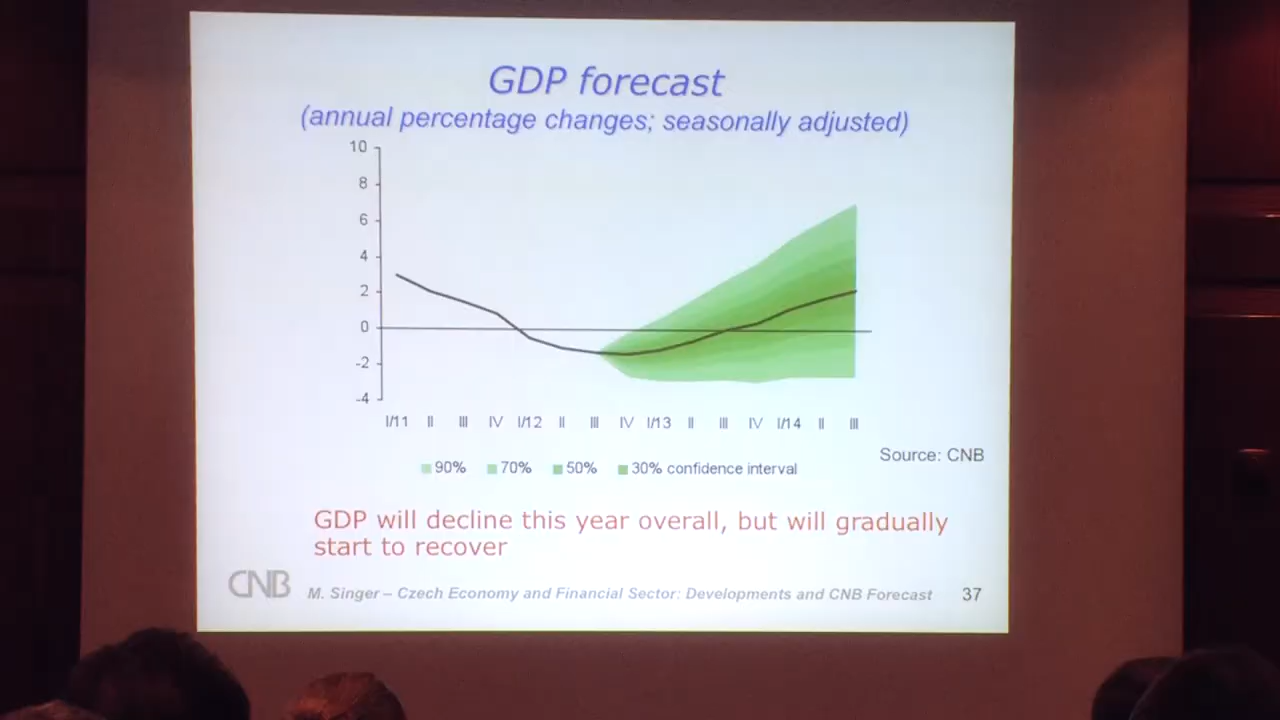 GDP forecast
(annual percentage changes; seasonally adjusted)
10
8
6
4
2
0
-2
-4
I/11 II III IV I/12 II III IV I/13 II III IV I/14 II III
90% 70% 50% 30% confidence interval
Source: CNB
GDP will decline this year overall, but will gradually
start to recover
CNB
M. Singer – Czech Economy and Financial Sector: Developments and CNB Forecast 37